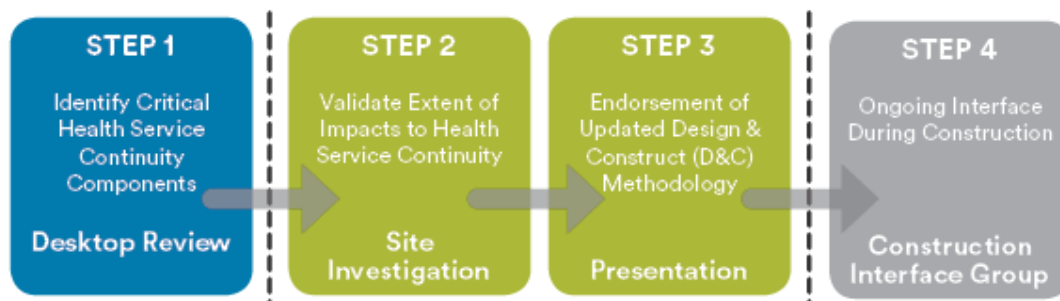 STEP 1
Identify Critical
Health Service
Continuity
Components
Desktop Review
STEP 2
Validate Extent of
Impacts to Health
Service Continuity
Site
Investigation
STEP 3
Endorsement of
Updated Design &
Construct (D&C)
Methodology
Presentation
STEP 4
Ongoing Interface
During Construction
Construction
Interface Group